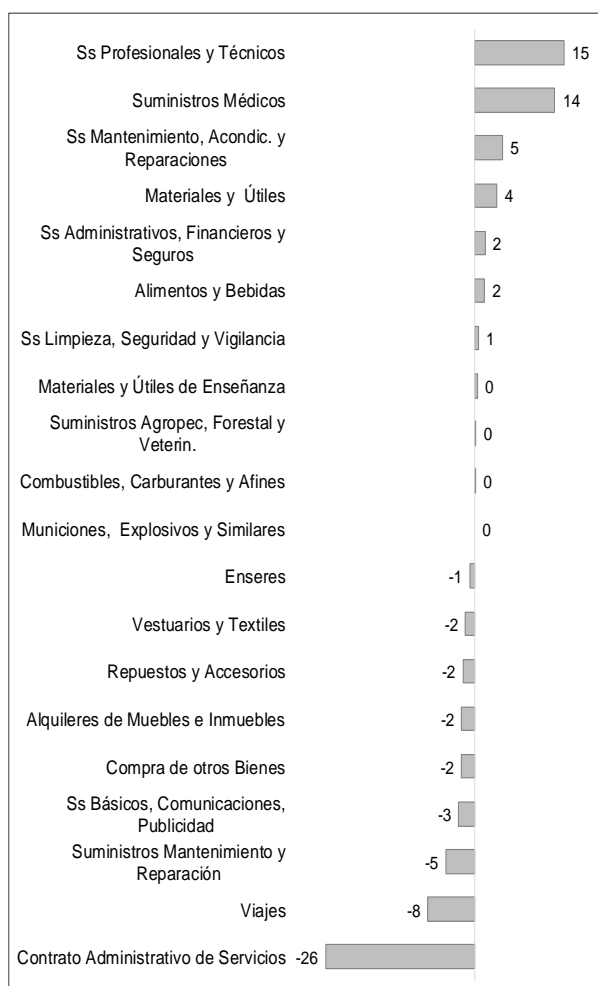 Ss Profesionales y Técnicos 15
Suministros Médicos 14
Ss Mantenimiento, Acondic. y
Reparaciones 5
Materiales y Útiles 4
Ss Administrativos, Financieros y
Seguros 2
Alimentos y Bebidas 2
Ss Limpieza, Seguridad y Vigilancia 1
Materiales y Útiles de Enseñanza 0
Suministros Agropec, Forestal y
Veterin. 0
Combustibles, Carburantes y Afines 0
Municiones, Explosivos y Similares 0
Enseres -1
Vestuarios y Textiles -2
Repuestos y Accesorios -2
Alquileres de Muebles e Inmuebles -2
Compra de otros Bienes -2
Ss Básicos, Comunicaciones,
Publicidad -3
Suministros Mantenimiento y
Reparación -5
Viajes -8
Contrato Administrativo de Servicios -26